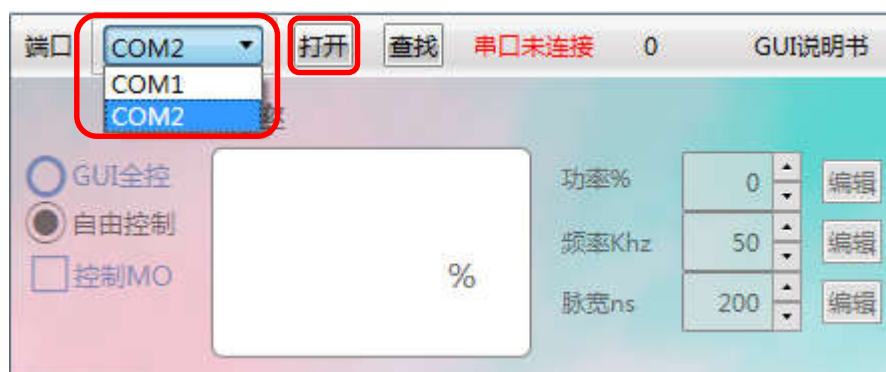 端口 COM2 打开 查找 串口未连接 0 GUI说明书
COM1
COM2
GUI全控
自由控制
控制MO
%
功率% 0 编辑
频率Khz 50 编辑
脉宽ns 200 编辑